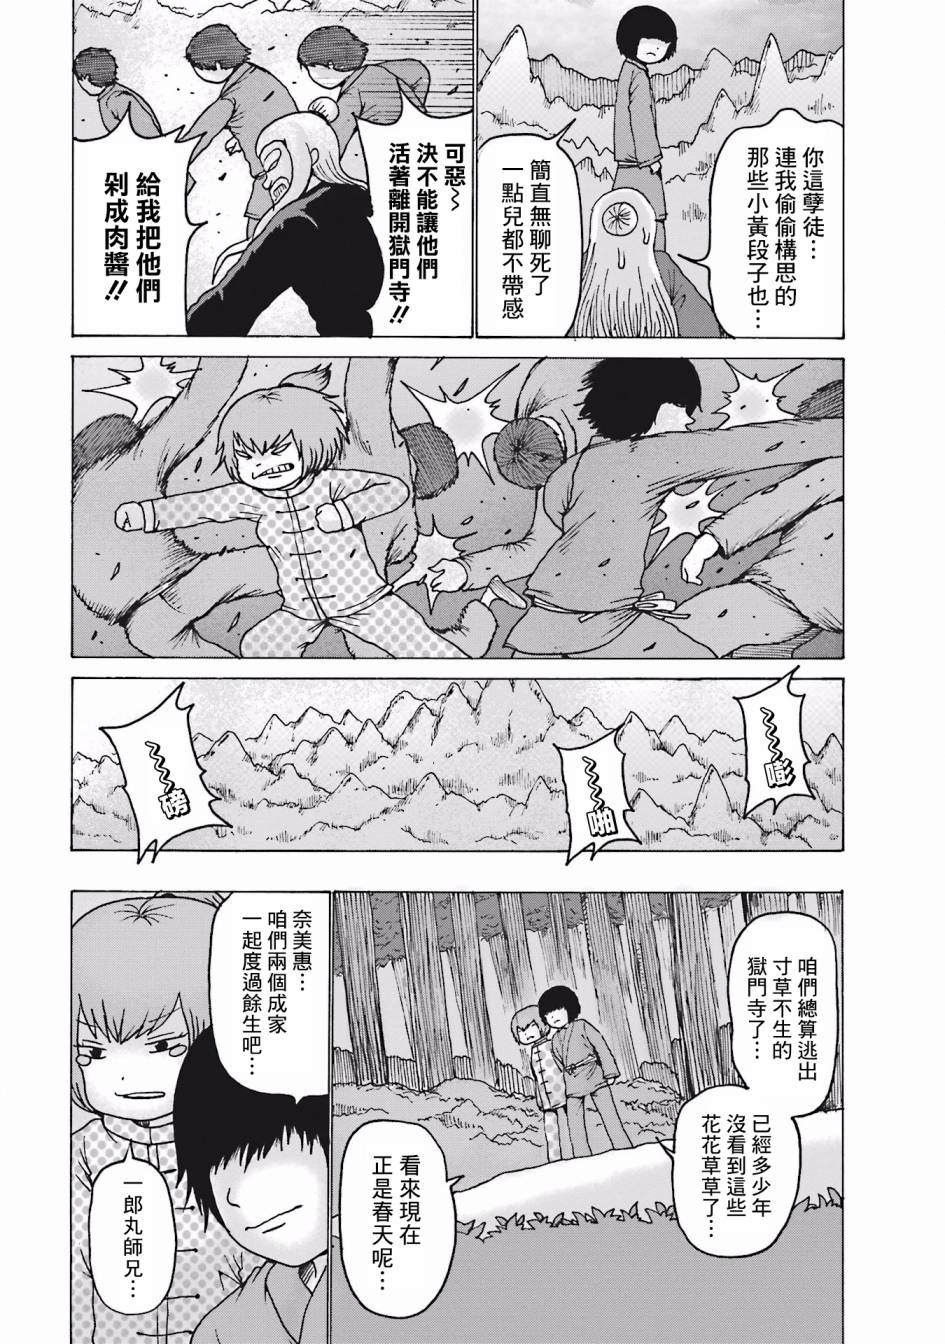 你這孽徒…
連我偷偷構思的
那些小黃段子也…
簡直無聊死了
一點兒都不帶感
可惡～
決不能讓他們
活著離開獄門寺!!
給我把他們
剁成肉醬!!
～～～嘭
～～～啪
～～～磅
咱們總算逃出
寸草不生的
獄門寺了…
已經多少年
沒看到這些
花花草草了…
看來現在
正是春天呢…
奈美惠…
咱們兩個成家
一起度過餘生吧…
一郎丸師兄…